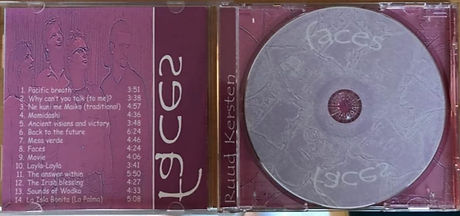 1. Pacific breath 3:51
2. Why can't you talk (to me)? 3:38
3. Ne kuni me Maiko (traditional) 4:57
4. Mamidashi 4:36
5. Ancient visions and victory 3:48
6. Back to the future 6:24
7. Mesa verde 4:46
8. Faces 4:24
9. Movie 4:06
10. Layla-Layla 4:41
11. The answer within 5:50
12. The Irish blessing 4:27
13. Sounds of Wadka 4:33
14. La Isla Bonita (La Palma) 5:08
faces
Ruud Kersten
faces
faces